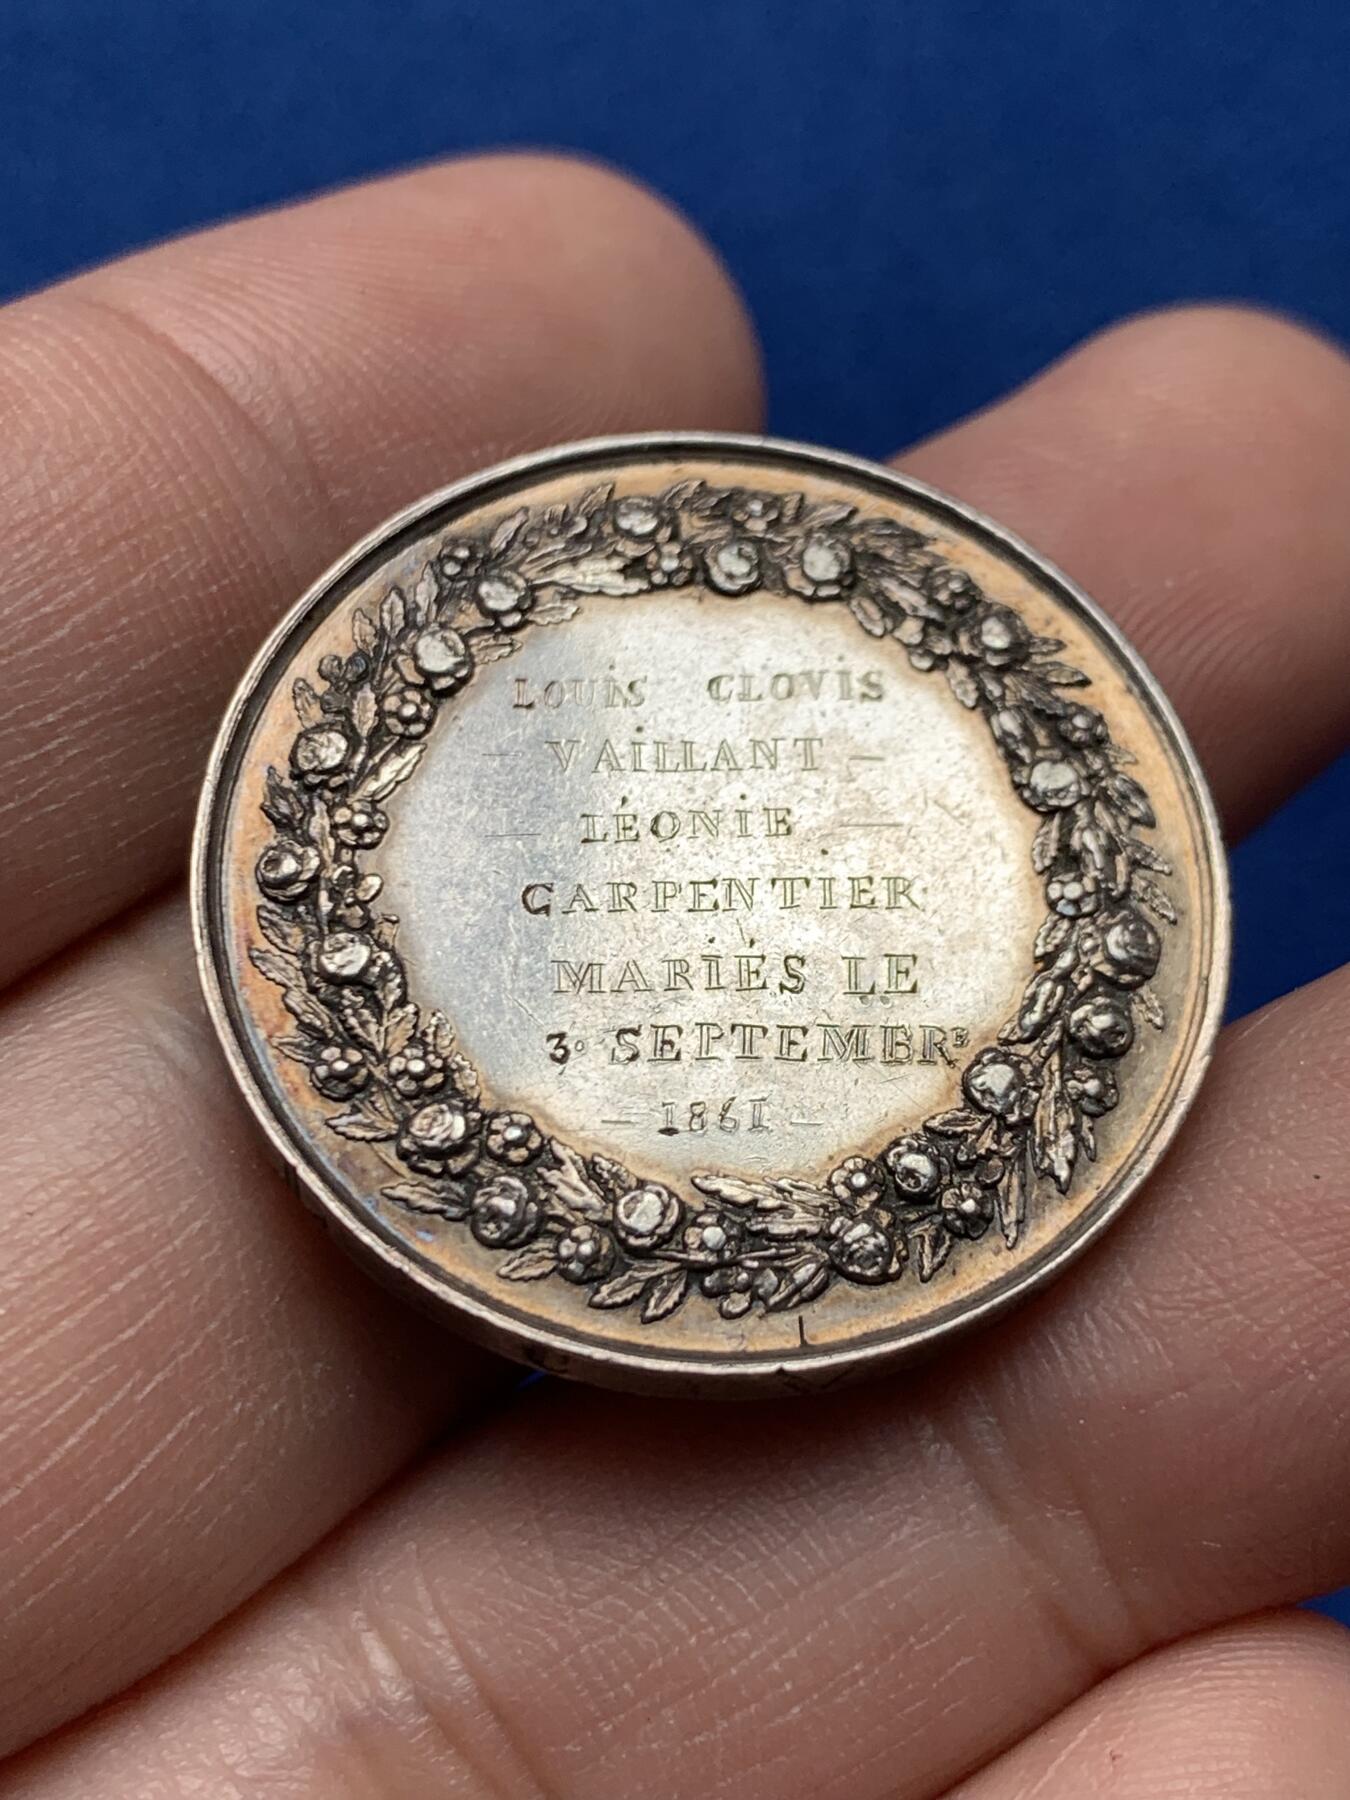 LOUIS CLOVIS
— VAILLANT —
— LÉONIE —
CARPENTIER
MARIÉS LE
3. SEPTEMBRE
— 1861 —